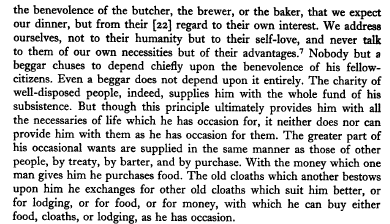 the benevolence of the butcher, the brewer, or the baker, that we expect
our dinner, but from their [22] regard to their own interest. We address
ourselves, not to their humanity but to their self-love, and never talk
to them of our own necessities but of their advantages.7 Nobody but a
beggar chuses to depend chiefly upon the benevolence of his fellow-
citizens. Even a beggar does not depend upon it entirely. The charity of
well-disposed people, indeed, supplies him with the whole fund of his
subsistence. But though this principle ultimately provides him with all
the necessaries of life which he has occasion for, it neither does nor can
provide him with them as he has occasion for them. The greater part of
his occasional wants are supplied in the same manner as those of other
people, by treaty, by barter, and by purchase. With the money which one
man gives him he purchases food. The old cloaths which another bestows
upon him he exchanges for other old cloaths which suit him better, or
for lodging, or for food, or for money, with which he can buy either
food, cloaths, or lodging, as he has occasion.